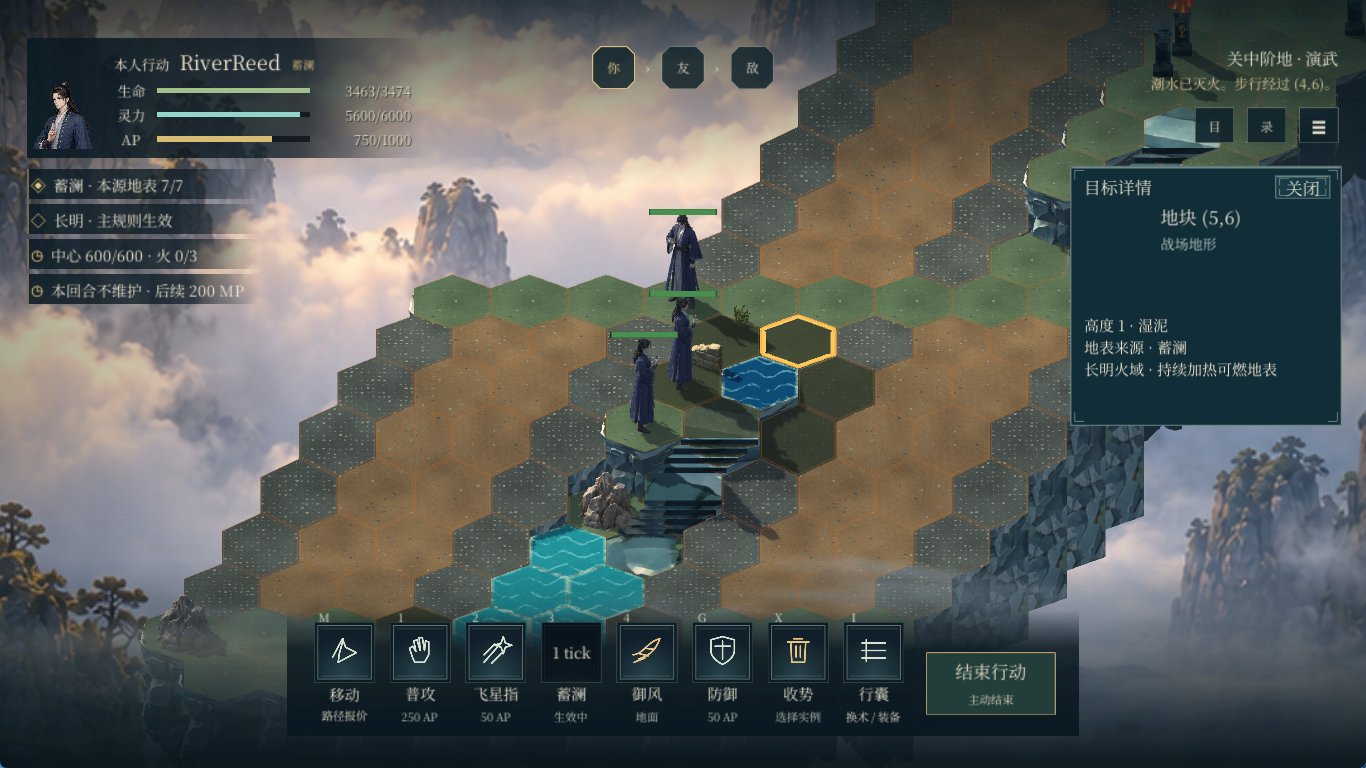 本人行动 RiverReed 蓄澜
生命 3463/3474
灵力 5600/6000
AP 750/1000
蓄澜 · 本源地表 7/7
长明 · 主规则生效
中心 600/600 · 火 0/3
本回合不维护 · 后续 200 MP
你 › 友 › 敌
关中阶地 · 演武
潮水已灭火。步行经过 (4,6)。
目 录
目标详情 关闭
地块 (5,6)
战场地形
高度 1 · 湿泥
地表来源 · 蓄澜
长明火域 · 持续加热可燃地表
M 1 2 3 4 G X I
1 tick
移动 普攻 飞星指 蓄澜 御风 防御 收势 行囊
路径报价 250 AP 50 AP 生效中 地面 50 AP 选择实例 换术 / 装备
结束行动
主动结束